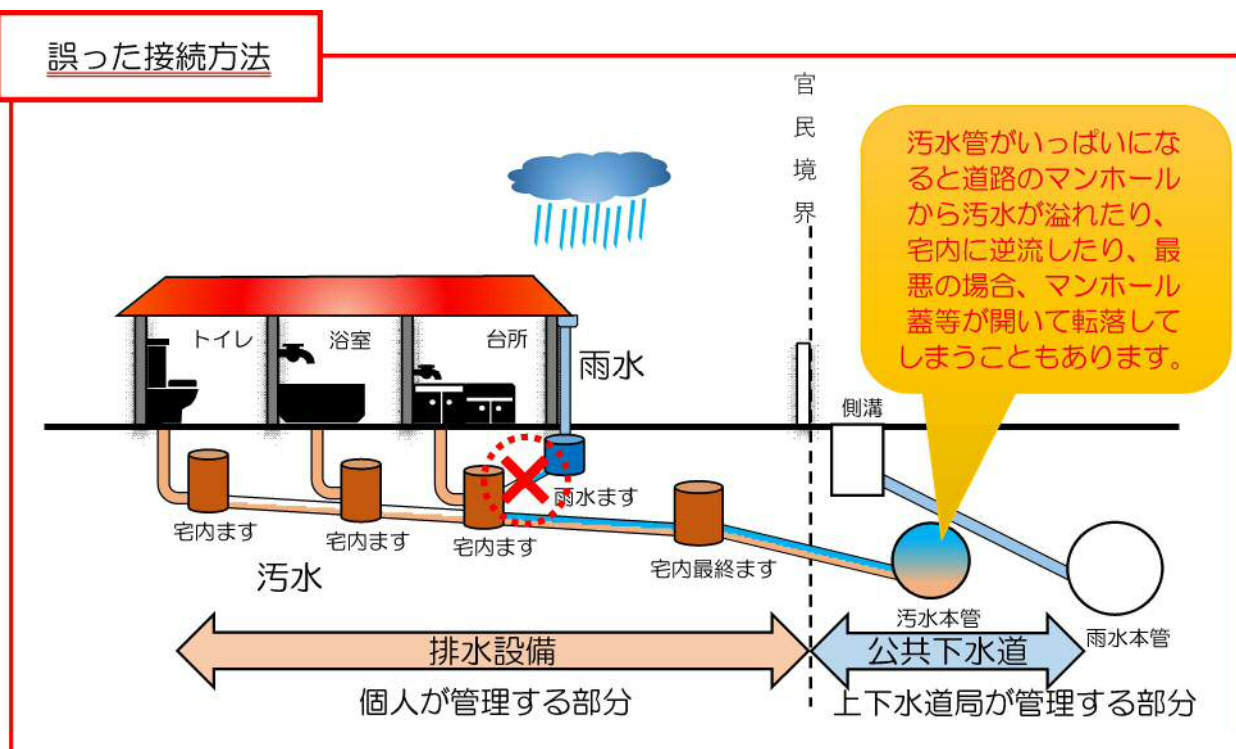 誤った接続方法
官民境界
汚水管がいっぱいにな
ると道路のマンホール
から汚水が溢れたり、
宅内に逆流したり、最
悪の場合、マンホール
蓋等が開いて転落して
しまうこともあります。
トイレ
浴室
台所
雨水
側溝
雨水ます
宅内ます
宅内ます
宅内ます
宅内最終ます
汚水
汚水本管
雨水本管
排水設備
公共下水道
個人が管理する部分
上下水道局が管理する部分